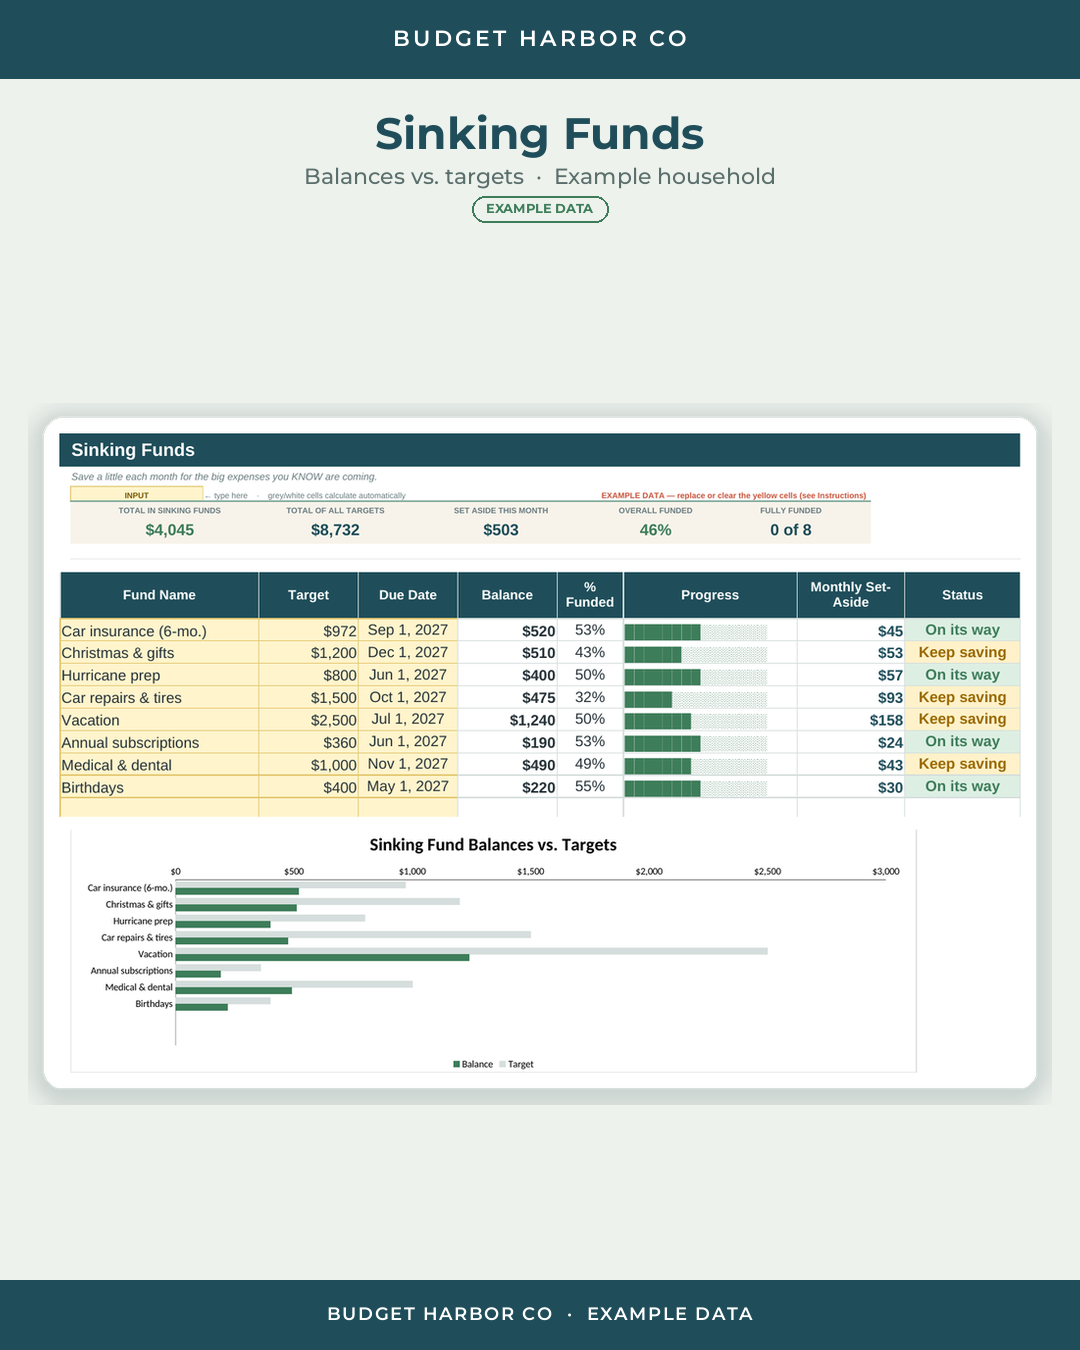 BUDGET HARBOR CO
Sinking Funds
Balances vs. targets · Example household
EXAMPLE DATA
Sinking Funds
Save a little each month for the big expenses you KNOW are coming.
INPUT ← type here · grey/white cells calculate automatically EXAMPLE DATA — replace or clear the yellow cells (see Instructions)
TOTAL IN SINKING FUNDS TOTAL OF ALL TARGETS SET ASIDE THIS MONTH OVERALL FUNDED FULLY FUNDED
$4,045 $8,732 $503 46% 0 of 8
Fund Name Target Due Date Balance % Funded Progress Monthly Set-Aside Status
Car insurance (6-mo.) $972 Sep 1, 2027 $520 53% $45 On its way
Christmas & gifts $1,200 Dec 1, 2027 $510 43% $53 Keep saving
Hurricane prep $800 Jun 1, 2027 $400 50% $57 On its way
Car repairs & tires $1,500 Oct 1, 2027 $475 32% $93 Keep saving
Vacation $2,500 Jul 1, 2027 $1,240 50% $158 Keep saving
Annual subscriptions $360 Jun 1, 2027 $190 53% $24 On its way
Medical & dental $1,000 Nov 1, 2027 $490 49% $43 Keep saving
Birthdays $400 May 1, 2027 $220 55% $30 On its way
Sinking Fund Balances vs. Targets
$0 $500 $1,000 $1,500 $2,000 $2,500 $3,000
Car insurance (6-mo.)
Christmas & gifts
Hurricane prep
Car repairs & tires
Vacation
Annual subscriptions
Medical & dental
Birthdays
Balance Target
BUDGET HARBOR CO · EXAMPLE DATA